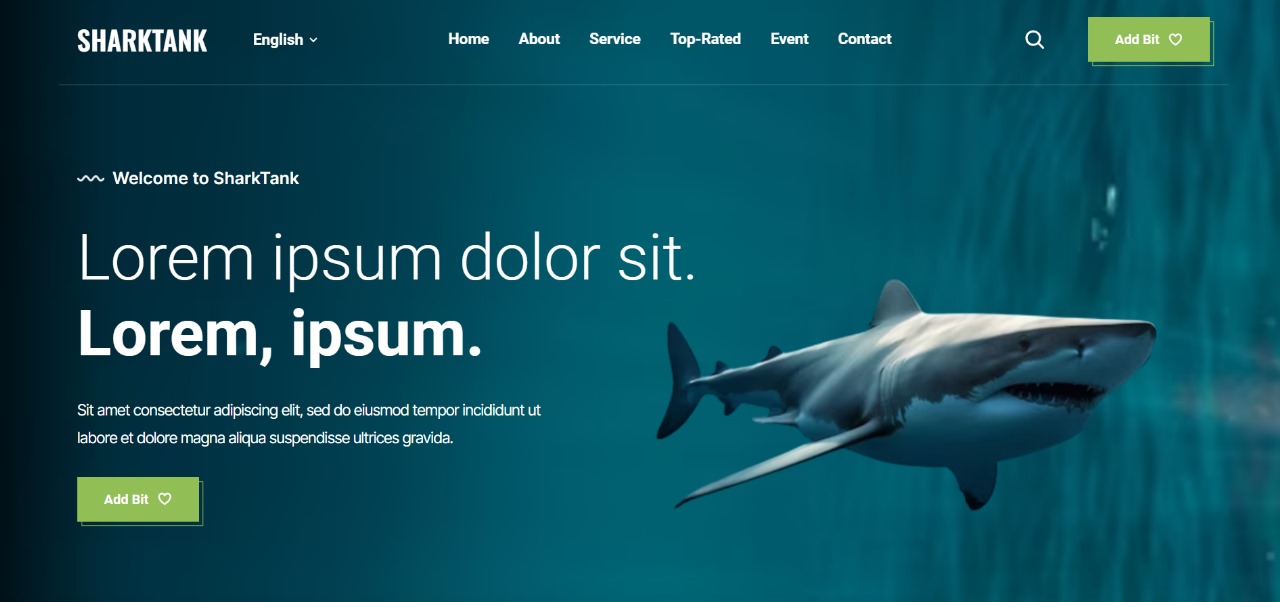 SHARKTANK
English
Home About Service Top-Rated Event Contact
Add Bit
Welcome to SharkTank
Lorem ipsum dolor sit.
Lorem, ipsum.
Sit amet consectetur adipiscing elit, sed do eiusmod tempor incididunt ut
labore et dolore magna aliqua suspendisse ultrices gravida.
Add Bit